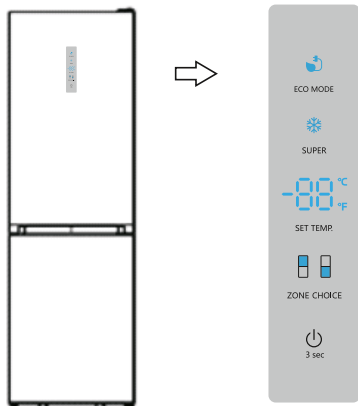 ECO MODE
SUPER
-88 °C
°F
SET TEMP.
ZONE CHOICE
3 sec